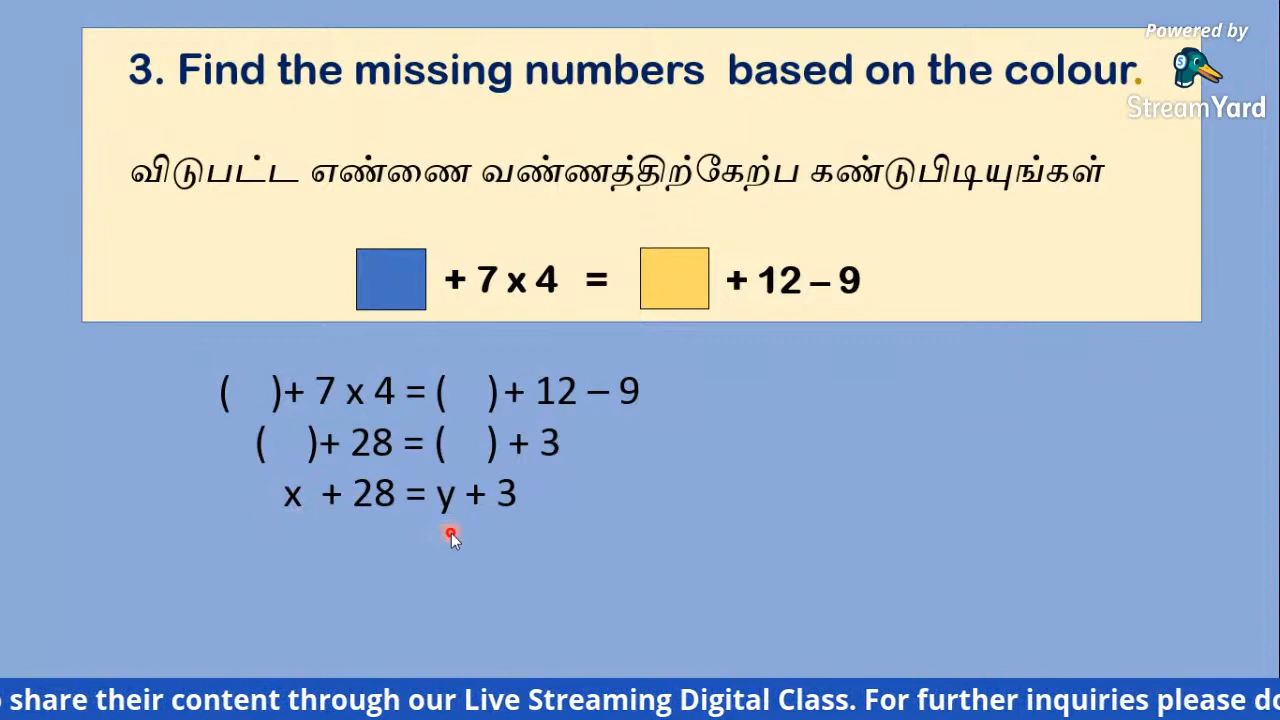 Powered by
StreamYard
3. Find the missing numbers based on the colour.
விடுபட்ட எண்ணை வண்ணத்திற்கேற்ப கண்டுபிடியுங்கள்
+ 7 x 4 = + 12 – 9
( )+ 7 x 4 = ( ) + 12 – 9
( )+ 28 = ( ) + 3
x + 28 = y + 3
share their content through our Live Streaming Digital Class. For further inquiries please